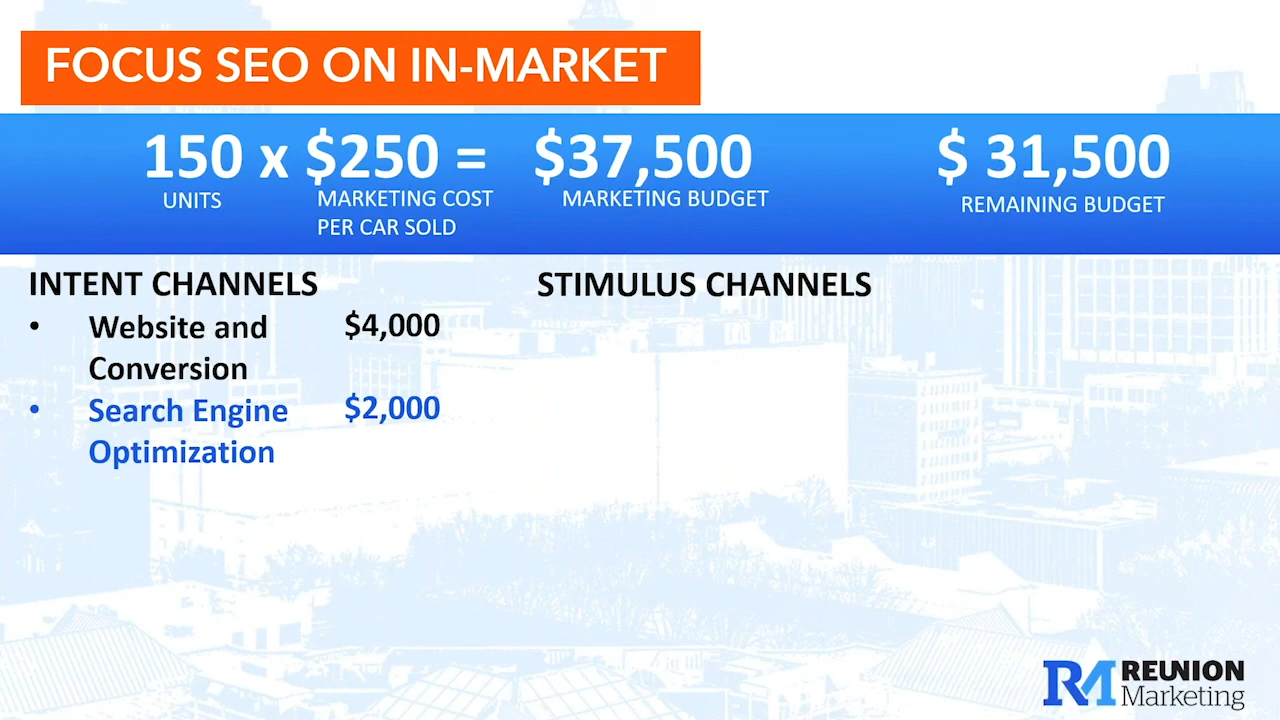 FOCUS SEO ON IN-MARKET
150 x $250 = $37,500 $ 31,500
UNITS MARKETING COST MARKETING BUDGET REMAINING BUDGET
PER CAR SOLD
INTENT CHANNELS
• Website and $4,000
Conversion
• Search Engine $2,000
Optimization
STIMULUS CHANNELS
RM REUNION
Marketing